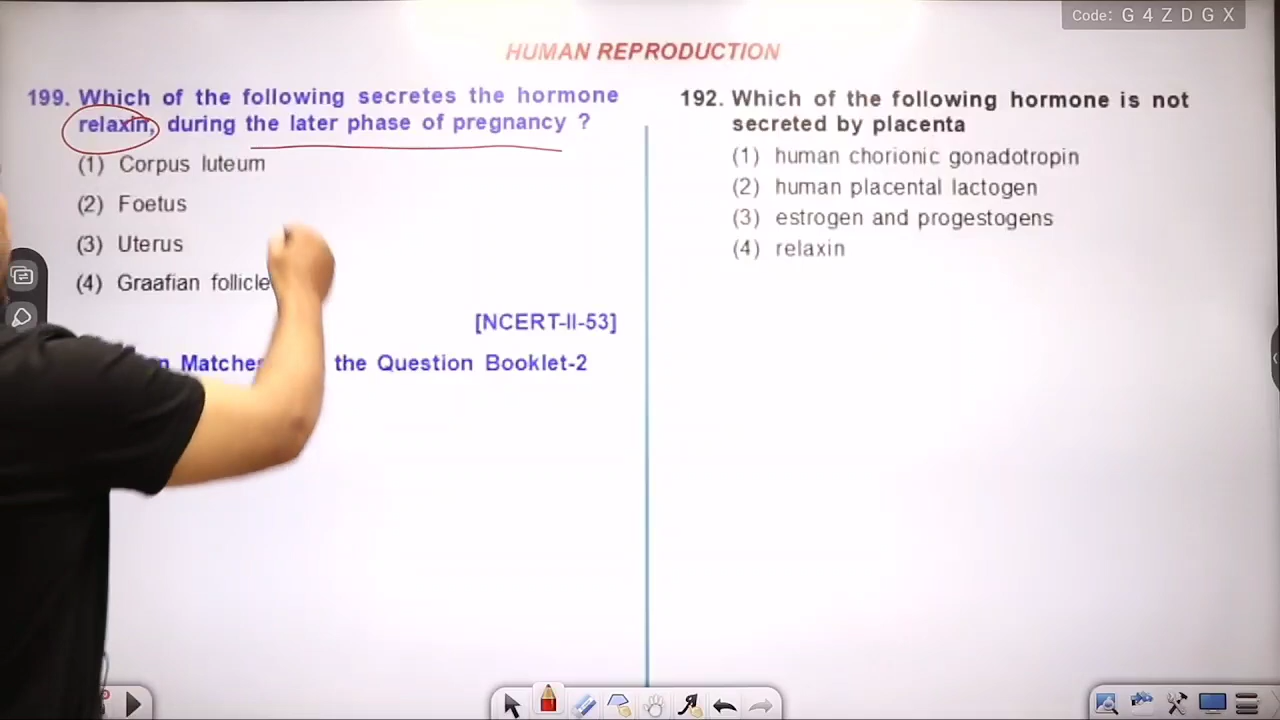 Code: G 4 Z D G X
HUMAN REPRODUCTION
199. Which of the following secretes the hormone
relaxin, during the later phase of pregnancy ?
(1) Corpus luteum
(2) Foetus
(3) Uterus
(4) Graafian follicle
[NCERT-II-53]
the Question Booklet-2
192. Which of the following hormone is not
secreted by placenta
(1) human chorionic gonadotropin
(2) human placental lactogen
(3) estrogen and progestogens
(4) relaxin